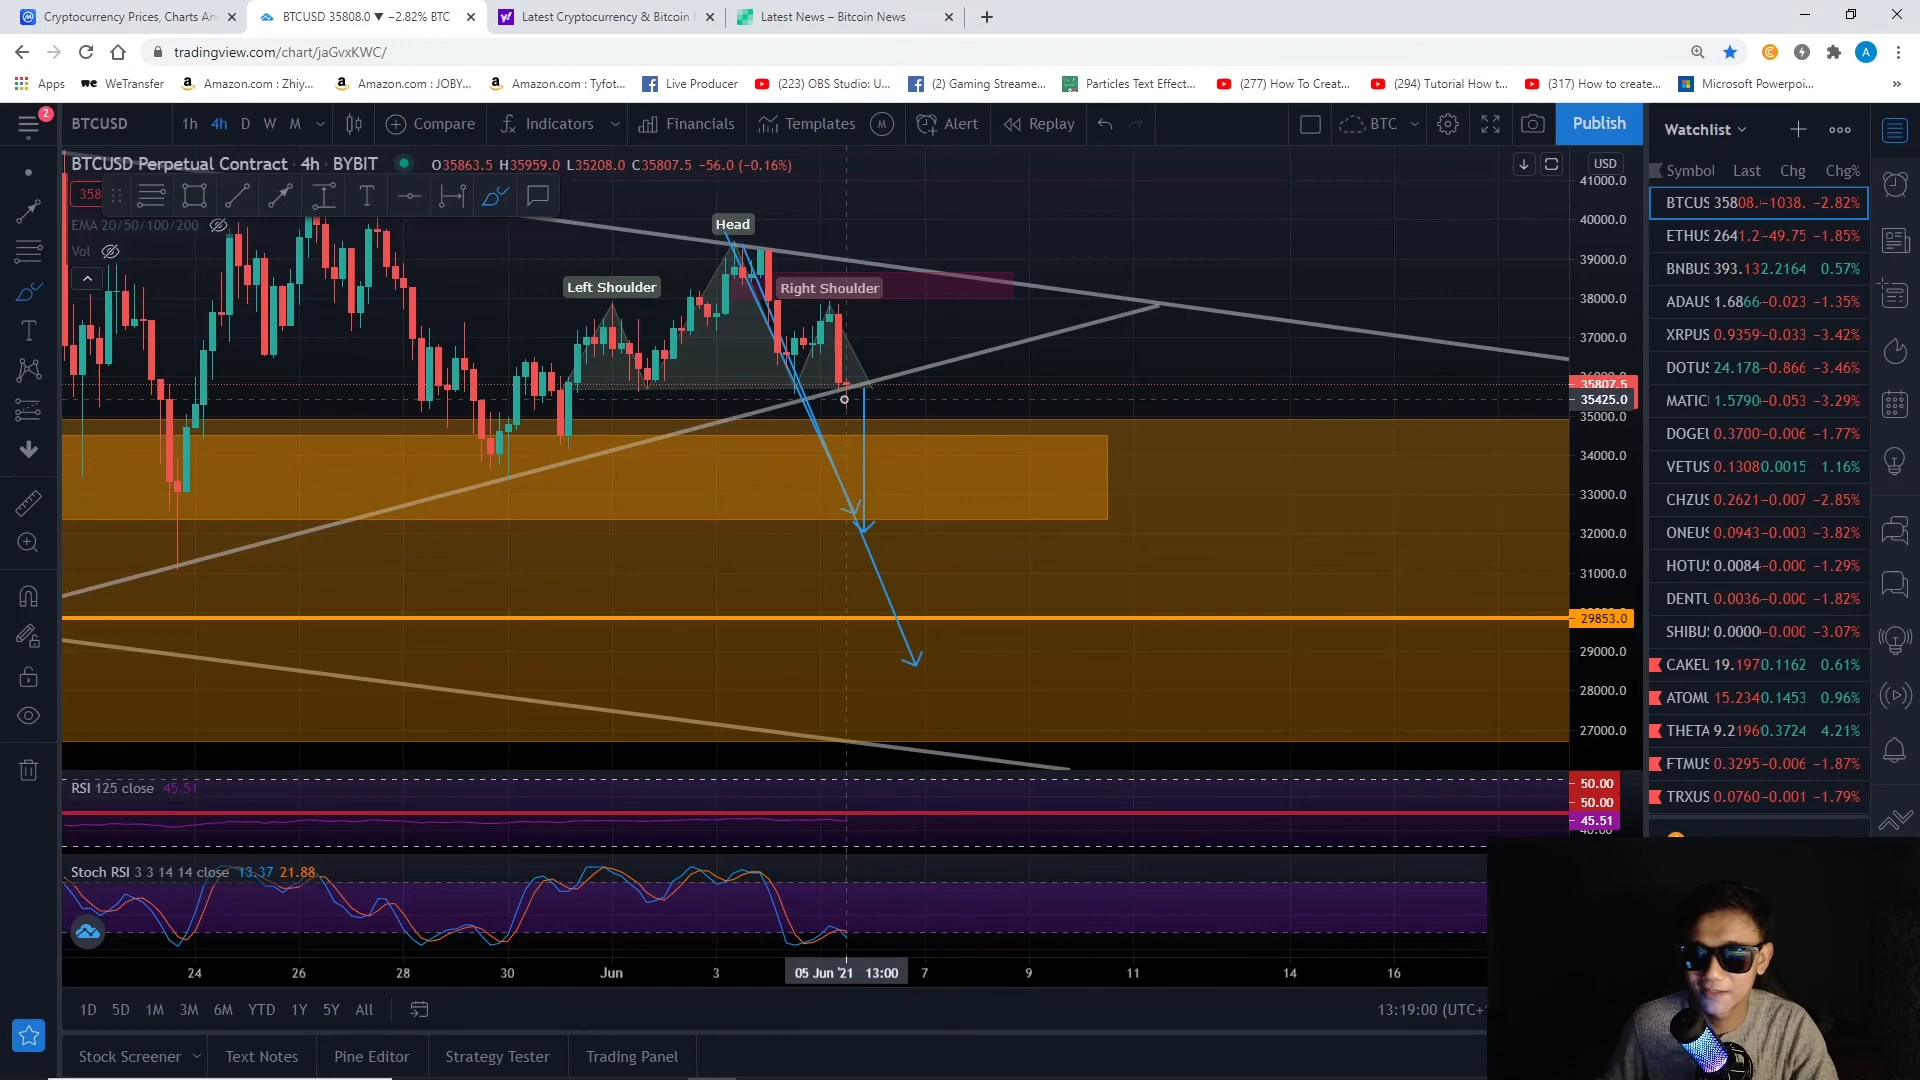 Cryptocurrency Prices, Charts An
BTCUSD 35808.0 ▼ −2.82% BTC
Latest Cryptocurrency & Bitcoin
Latest News – Bitcoin News
tradingview.com/chart/jaGvxKWC/
A
Apps
we WeTransfer
Amazon.com : Zhiy...
Amazon.com : JOBY...
Amazon.com : Tyfot...
Live Producer
(223) OBS Studio: U...
(2) Gaming Streame...
Particles Text Effect...
(277) How To Creat...
(294) Tutorial How t...
(317) How to create...
Microsoft Powerpoi...
2
BTCUSD
1h 4h D W M
Compare
Indicators
Financials
Templates
M
Alert
Replay
BTC
Publish
Watchlist
BTCUSD Perpetual Contract · 4h · BYBIT
O35863.5 H35959.0 L35208.0 C35807.5 −56.0 (−0.16%)
358
EMA 20/50/100/200
Vol
Head
Left Shoulder
Right Shoulder
USD
41000.0
40000.0
39000.0
38000.0
37000.0
35807.5
35425.0
35000.0
34000.0
33000.0
32000.0
31000.0
29853.0
29000.0
28000.0
27000.0
Symbol Last Chg Chg%
BTCUS 35808. −1038. −2.82%
ETHUS 2641.2 −49.75 −1.85%
BNBUS 393.13 2.2164 0.57%
ADAUS 1.6866 −0.023 −1.35%
XRPUS 0.9359 −0.033 −3.42%
DOTUS 24.178 −0.866 −3.46%
MATIC 1.5790 −0.053 −3.29%
DOGEU 0.3700 −0.006 −1.77%
VETUS 0.1308 0.0015 1.16%
CHZUS 0.2621 −0.007 −2.85%
ONEUS 0.0943 −0.003 −3.82%
HOTUS 0.0084 −0.000 −1.29%
DENTU 0.0036 −0.000 −1.82%
SHIBUS 0.0000 −0.000 −3.07%
CAKEU 19.197 0.1162 0.61%
ATOMU 15.234 0.1453 0.96%
THETA 9.2196 0.3724 4.21%
FTMUS 0.3295 −0.006 −1.87%
TRXUS 0.0760 −0.001 −1.79%
RSI 125 close 45.51
50.00
50.00
45.51
Stoch RSI 3 3 14 14 close 13.37 21.88
24 26 28 30 Jun 3 05 Jun '21 13:00 7 9 11 14 16
1D 5D 1M 3M 6M YTD 1Y 5Y All
13:19:00 (UTC+
Stock Screener
Text Notes
Pine Editor
Strategy Tester
Trading Panel